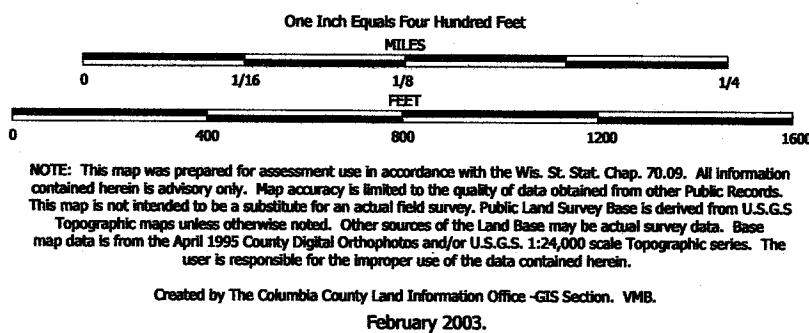 One Inch Equals Four Hundred Feet
MILES
0 1/16 1/8 1/4
FEET
0 400 800 1200 1600
NOTE: This map was prepared for assessment use in accordance with the Wis. St. Stat. Chap. 70.09. All information
contained herein is advisory only. Map accuracy is limited to the quality of data obtained from other Public Records.
This map is not intended to be a substitute for an actual field survey. Public Land Survey Base is derived from U.S.G.S
Topographic maps unless otherwise noted. Other sources of the Land Base may be actual survey data. Base
map data is from the April 1995 County Digital Orthophotos and/or U.S.G.S. 1:24,000 scale Topographic series. The
user is responsible for the improper use of the data contained herein.
Created by The Columbia County Land Information Office -GIS Section. VMB.
February 2003.